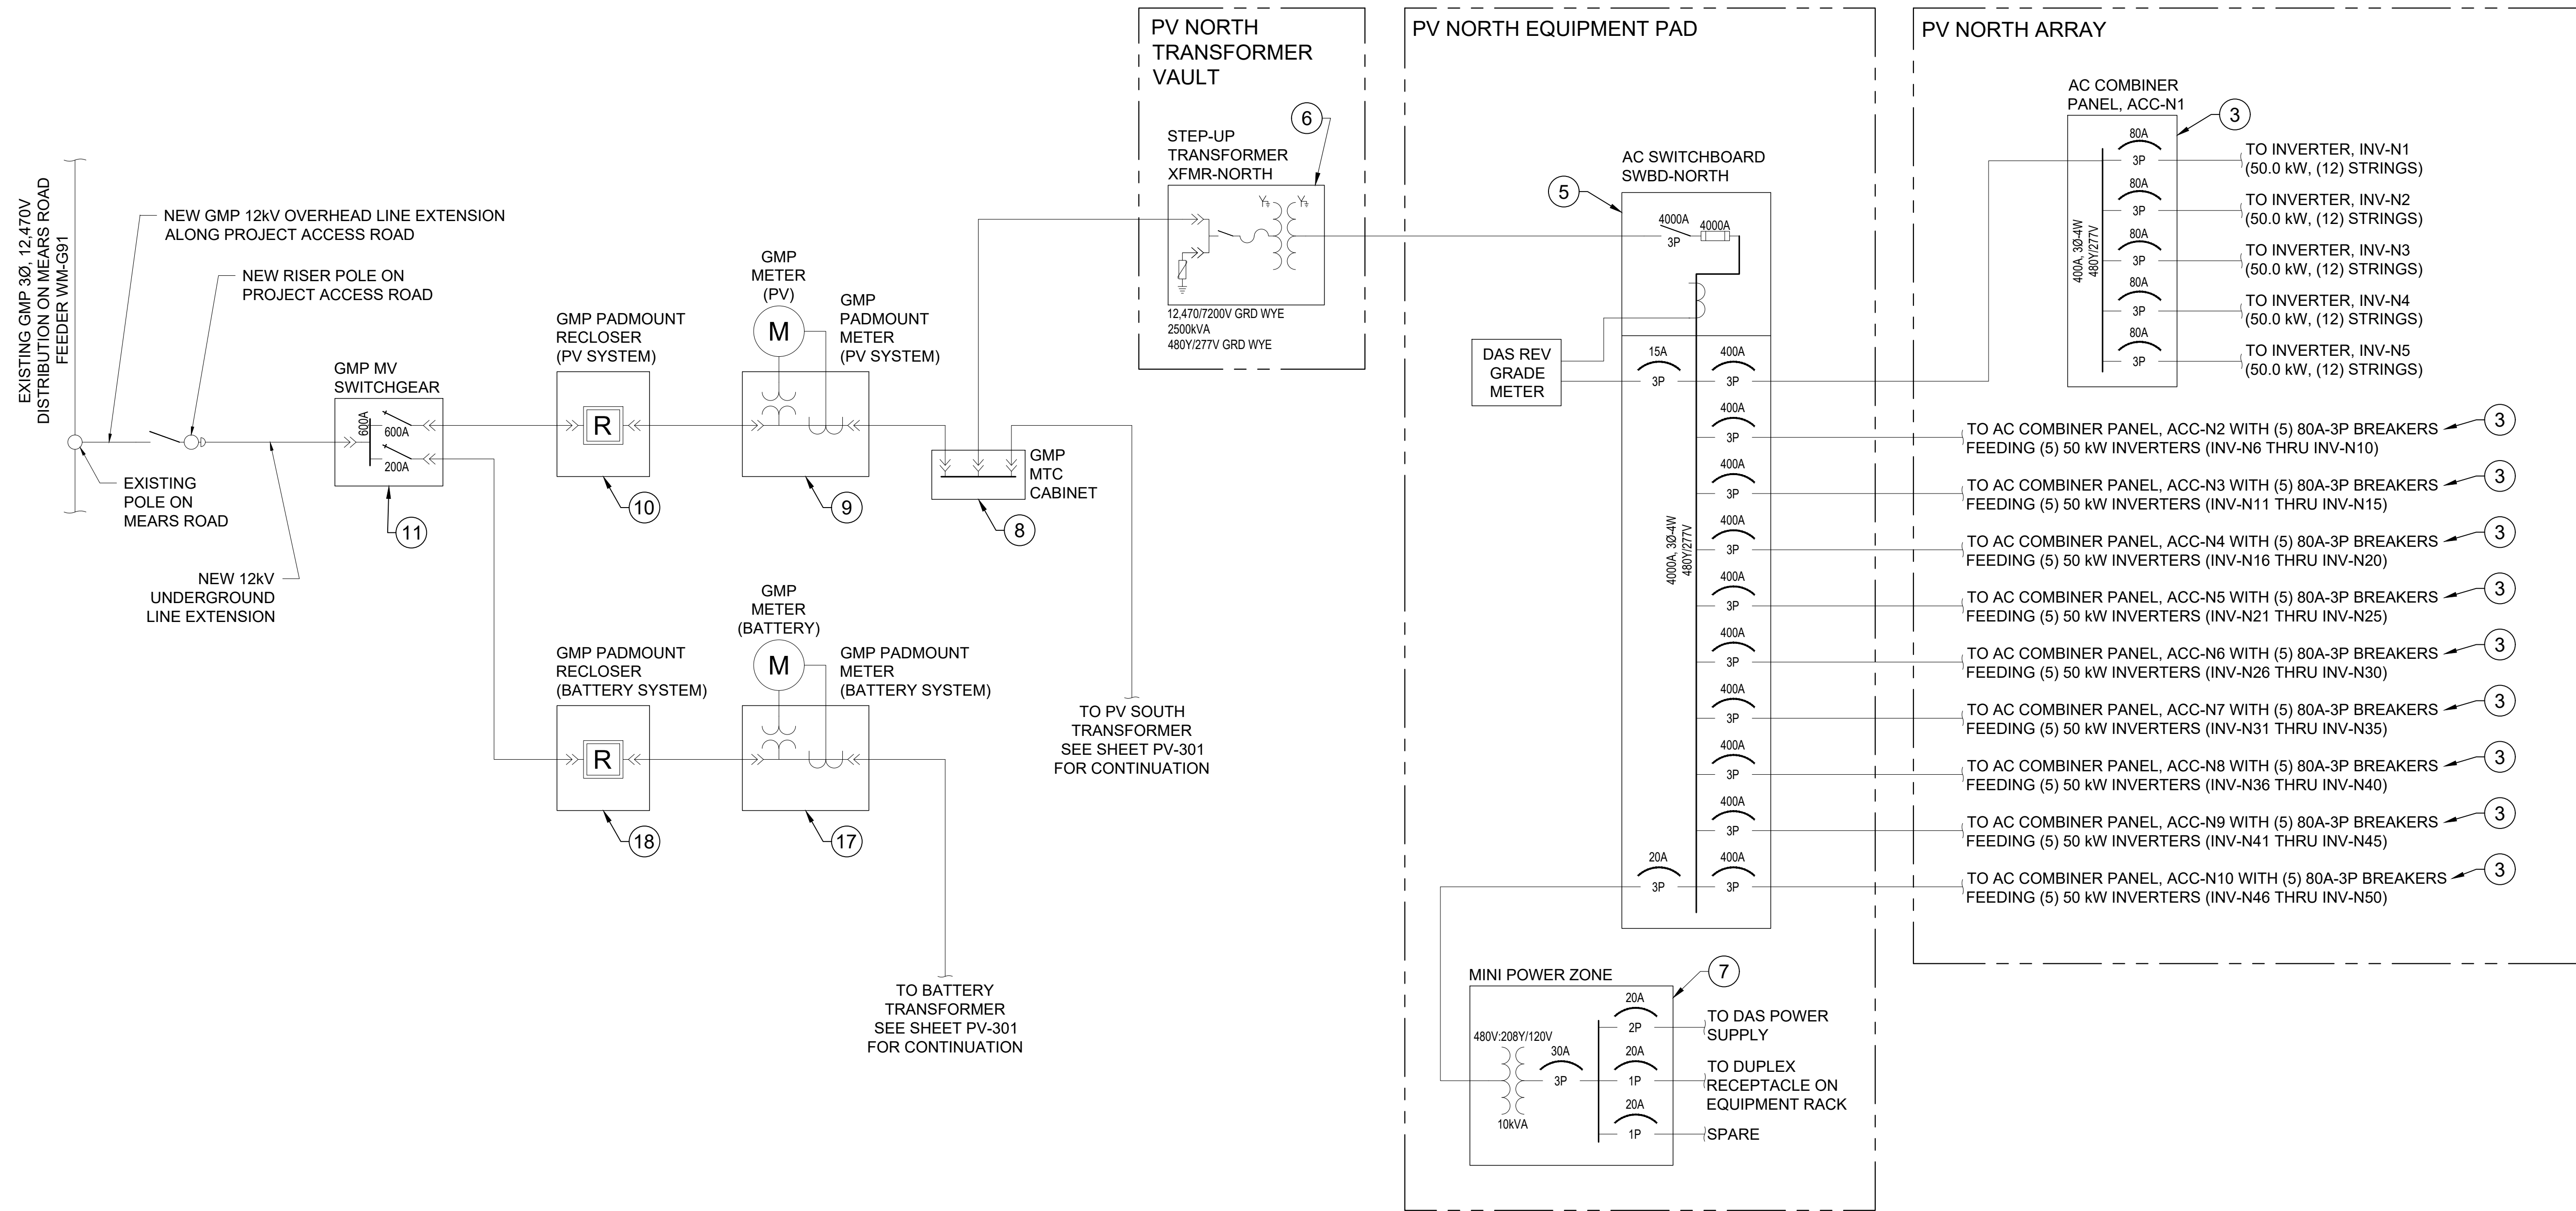 EXISTING GMP 3Ø, 12,470V
DISTRIBUTION ON MEARS ROAD
FEEDER WM-G91
NEW GMP 12kV OVERHEAD LINE EXTENSION
ALONG PROJECT ACCESS ROAD
NEW RISER POLE ON
PROJECT ACCESS ROAD
EXISTING
POLE ON
MEARS ROAD
NEW 12kV
UNDERGROUND
LINE EXTENSION
GMP MV
SWITCHGEAR
600A
600A
200A
11
GMP PADMOUNT
RECLOSER
(PV SYSTEM)
R
10
GMP
METER
(PV)
M
GMP
PADMOUNT
METER
(PV SYSTEM)
9
GMP
MTC
CABINET
8
GMP PADMOUNT
RECLOSER
(BATTERY SYSTEM)
R
18
GMP
METER
(BATTERY)
M
GMP PADMOUNT
METER
(BATTERY SYSTEM)
17
TO PV SOUTH
TRANSFORMER
SEE SHEET PV-301
FOR CONTINUATION
TO BATTERY
TRANSFORMER
SEE SHEET PV-301
FOR CONTINUATION
PV NORTH
TRANSFORMER
VAULT
6
STEP-UP
TRANSFORMER
XFMR-NORTH
12,470/7200V GRD WYE
2500kVA
480Y/277V GRD WYE
PV NORTH EQUIPMENT PAD
AC SWITCHBOARD
SWBD-NORTH
5
4000A
3P
4000A
DAS REV
GRADE
METER
15A
3P
400A
3P
400A
3P
400A
3P
4000A, 3Ø-4W
480Y/277V
400A
3P
400A
3P
400A
3P
400A
3P
400A
3P
400A
3P
20A
3P
400A
3P
MINI POWER ZONE
7
480V:208Y/120V
10kVA
30A
3P
20A
2P
TO DAS POWER
SUPPLY
20A
1P
TO DUPLEX
RECEPTACLE ON
EQUIPMENT RACK
20A
1P
SPARE
PV NORTH ARRAY
AC COMBINER
PANEL, ACC-N1
3
400A, 3Ø-4W
480Y/277V
80A
3P
TO INVERTER, INV-N1
(50.0 kW, (12) STRINGS)
80A
3P
TO INVERTER, INV-N2
(50.0 kW, (12) STRINGS)
80A
3P
TO INVERTER, INV-N3
(50.0 kW, (12) STRINGS)
80A
3P
TO INVERTER, INV-N4
(50.0 kW, (12) STRINGS)
80A
3P
TO INVERTER, INV-N5
(50.0 kW, (12) STRINGS)
TO AC COMBINER PANEL, ACC-N2 WITH (5) 80A-3P BREAKERS
FEEDING (5) 50 kW INVERTERS (INV-N6 THRU INV-N10)
3
TO AC COMBINER PANEL, ACC-N3 WITH (5) 80A-3P BREAKERS
FEEDING (5) 50 kW INVERTERS (INV-N11 THRU INV-N15)
3
TO AC COMBINER PANEL, ACC-N4 WITH (5) 80A-3P BREAKERS
FEEDING (5) 50 kW INVERTERS (INV-N16 THRU INV-N20)
3
TO AC COMBINER PANEL, ACC-N5 WITH (5) 80A-3P BREAKERS
FEEDING (5) 50 kW INVERTERS (INV-N21 THRU INV-N25)
3
TO AC COMBINER PANEL, ACC-N6 WITH (5) 80A-3P BREAKERS
FEEDING (5) 50 kW INVERTERS (INV-N26 THRU INV-N30)
3
TO AC COMBINER PANEL, ACC-N7 WITH (5) 80A-3P BREAKERS
FEEDING (5) 50 kW INVERTERS (INV-N31 THRU INV-N35)
3
TO AC COMBINER PANEL, ACC-N8 WITH (5) 80A-3P BREAKERS
FEEDING (5) 50 kW INVERTERS (INV-N36 THRU INV-N40)
3
TO AC COMBINER PANEL, ACC-N9 WITH (5) 80A-3P BREAKERS
FEEDING (5) 50 kW INVERTERS (INV-N41 THRU INV-N45)
3
TO AC COMBINER PANEL, ACC-N10 WITH (5) 80A-3P BREAKERS
FEEDING (5) 50 kW INVERTERS (INV-N46 THRU INV-N50)
3